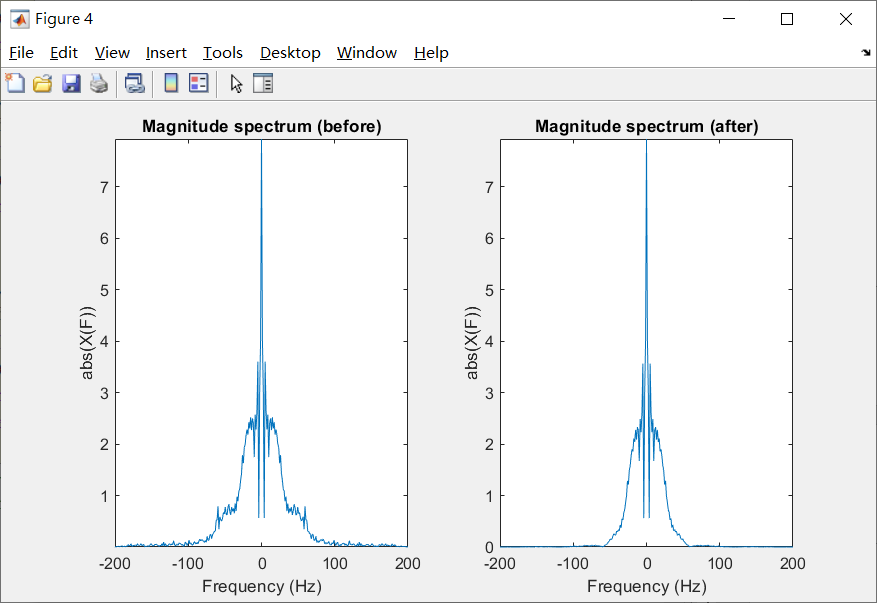 Figure 4
File Edit View Insert Tools Desktop Window Help
Magnitude spectrum (before)
abs(X(F))
7
6
5
4
3
2
1
-200 -100 0 100 200
Frequency (Hz)
Magnitude spectrum (after)
abs(X(F))
7
6
5
4
3
2
1
0
-200 -100 0 100 200
Frequency (Hz)